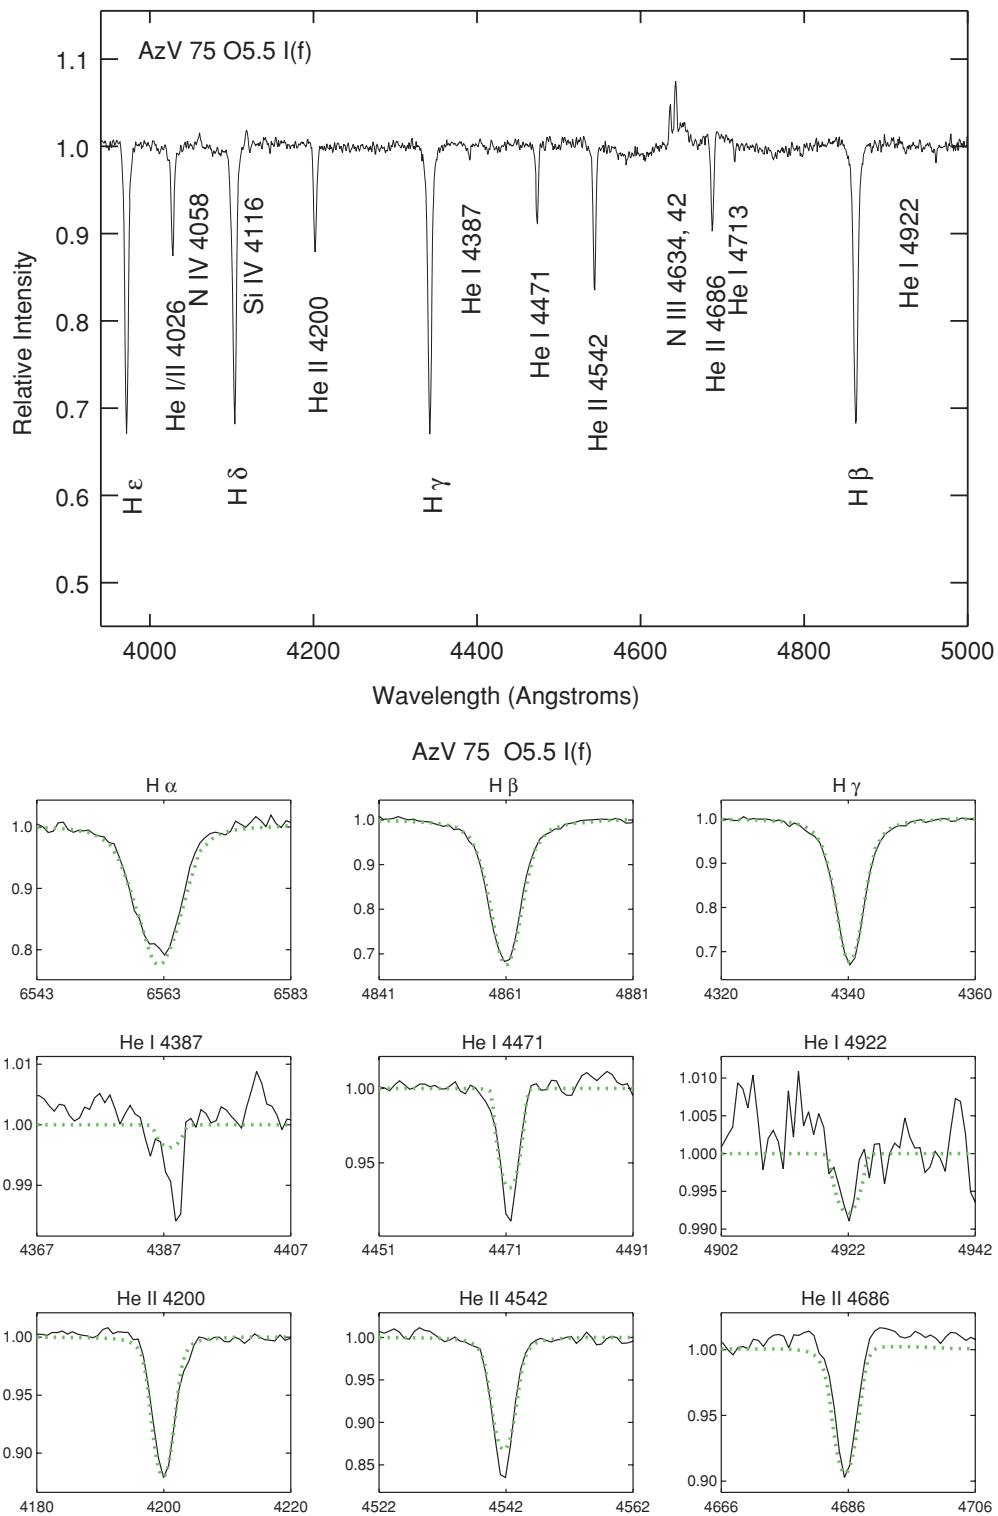 AzV 75 O5.5 I(f)
1.1
1.0
0.9
0.8
0.7
0.6
0.5
Relative Intensity
H ε
He I/II 4026
N IV 4058
H δ
Si IV 4116
He II 4200
H γ
He I 4387
He I 4471
He II 4542
N III 4634, 42
He II 4686
He I 4713
H β
He I 4922
4000 4200 4400 4600 4800 5000
Wavelength (Angstroms)
AzV 75 O5.5 I(f)
H α
1.0
0.9
0.8
6543 6563 6583
H β
1.0
0.9
0.8
0.7
4841 4861 4881
H γ
1.0
0.9
0.8
0.7
4320 4340 4360
He I 4387
1.01
1.00
0.99
4367 4387 4407
He I 4471
1.00
0.95
4451 4471 4491
He I 4922
1.010
1.005
1.000
0.995
0.990
4902 4922 4942
He II 4200
1.00
0.95
0.90
4180 4200 4220
He II 4542
1.00
0.95
0.90
0.85
4522 4542 4562
He II 4686
1.00
0.95
0.90
4666 4686 4706